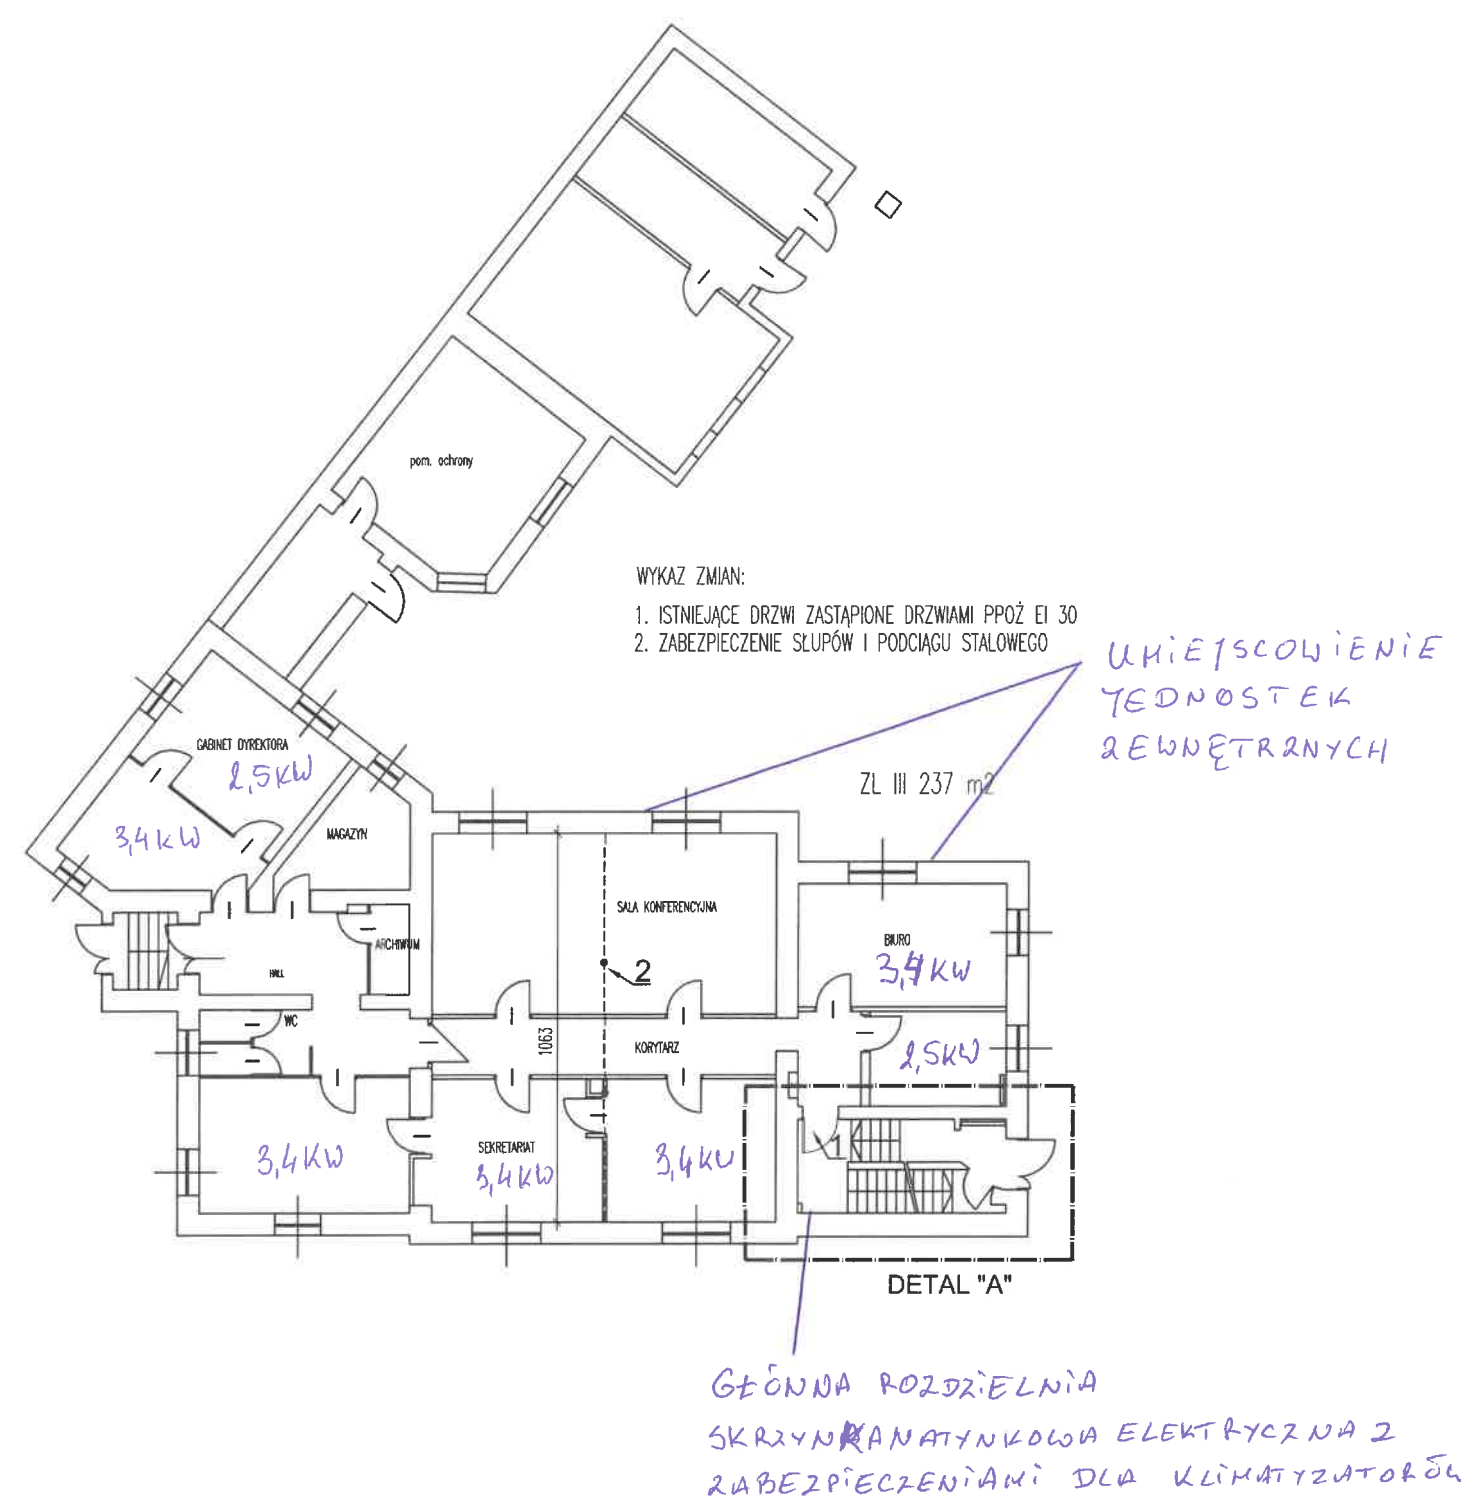 pom. ochrony
WYKAZ ZMIAN:
1. ISTNIEJĄCE DRZWI ZASTĄPIONE DRZWIAMI PPOŻ EI 30
2. ZABEZPIECZENIE SŁUPÓW I PODCIĄGU STALOWEGO
UMIEJSCOWIENIE
JEDNOSTEK
ZEWNĘTRZNYCH
GABINET DYREKTORA
2,5KW
ZL III 237 m2
3,4KW
MAGAZYN
SALA KONFERENCYJNA
ARCHIWUM
BIURO
3,4KW
HALL
2
WC
1063
KORYTARZ
2,5KW
3,4KW
SEKRETARIAT
3,4KW
3,4KW
1
DETAL "A"
GŁÓWNA ROZDZIELNIA
SKRZYNKA NATYNKOWA ELEKTRYCZNA Z
ZABEZPIECZENIAMI DLA KLIMATYZATORÓW